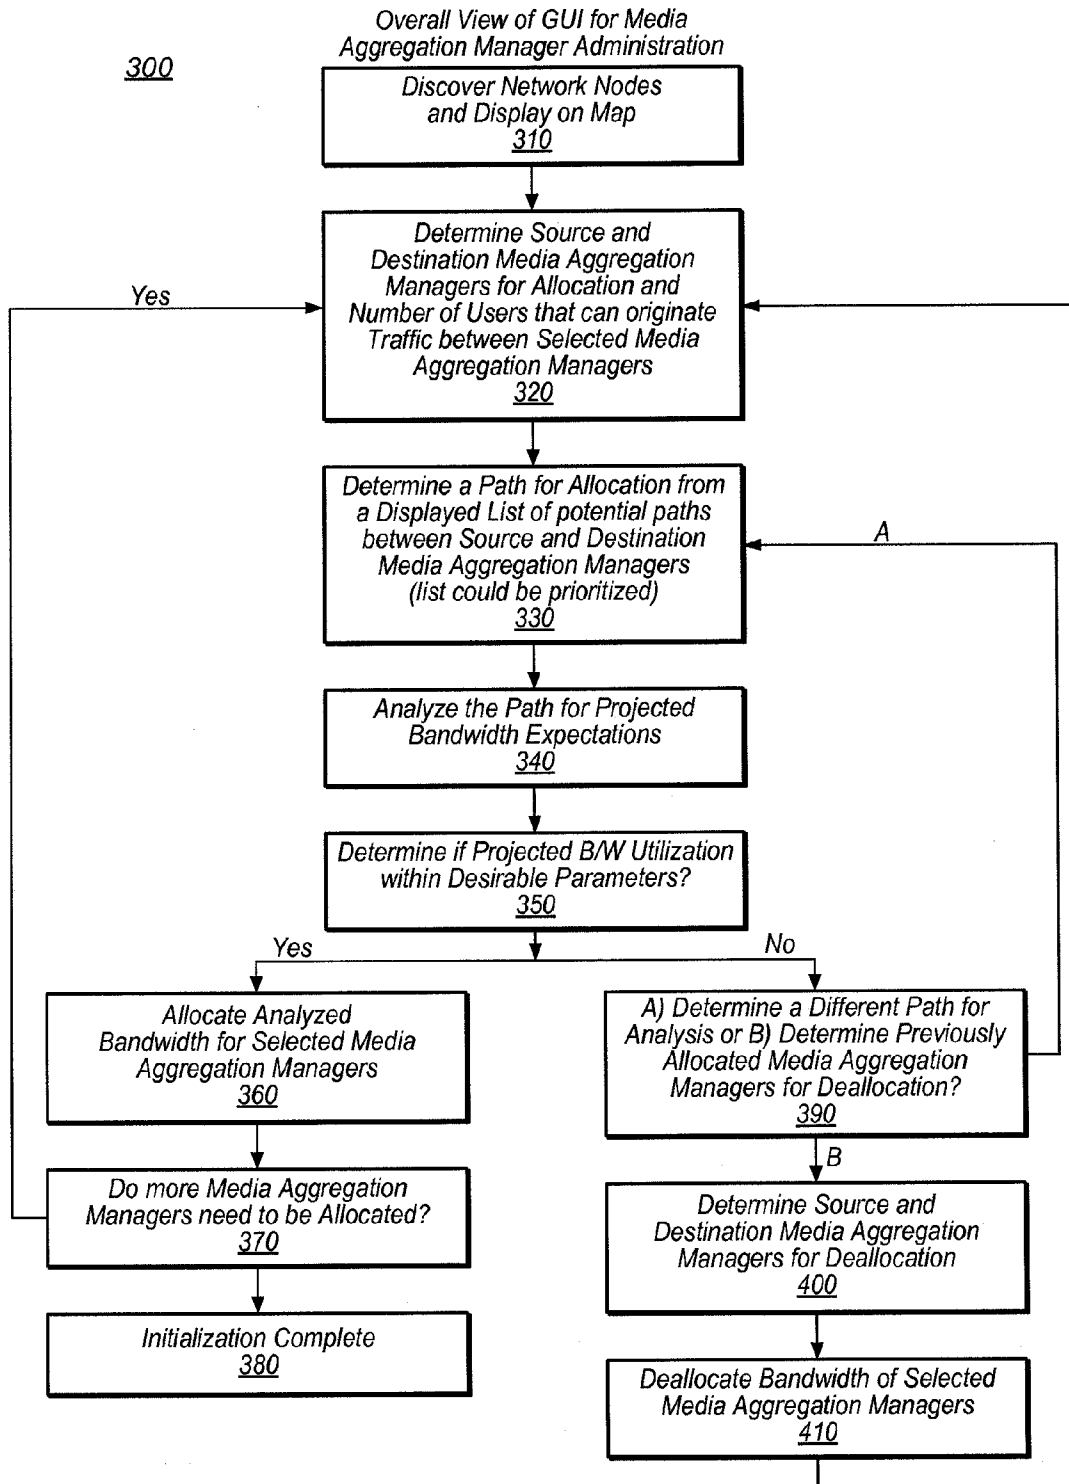 Overall View of GUI for Media
Aggregation Manager Administration
300
Discover Network Nodes
and Display on Map
310
Determine Source and
Destination Media Aggregation
Managers for Allocation and
Number of Users that can originate
Traffic between Selected Media
Aggregation Managers
320
Yes
Determine a Path for Allocation from
a Displayed List of potential paths
between Source and Destination
Media Aggregation Managers
(list could be prioritized)
330
A
Analyze the Path for Projected
Bandwidth Expectations
340
Determine if Projected B/W Utilization
within Desirable Parameters?
350
Yes
No
Allocate Analyzed
Bandwidth for Selected Media
Aggregation Managers
360
A) Determine a Different Path for
Analysis or B) Determine Previously
Allocated Media Aggregation
Managers for Deallocation?
390
B
Do more Media Aggregation
Managers need to be Allocated?
370
Determine Source and
Destination Media Aggregation
Managers for Deallocation
400
Initialization Complete
380
Deallocate Bandwidth of Selected
Media Aggregation Managers
410